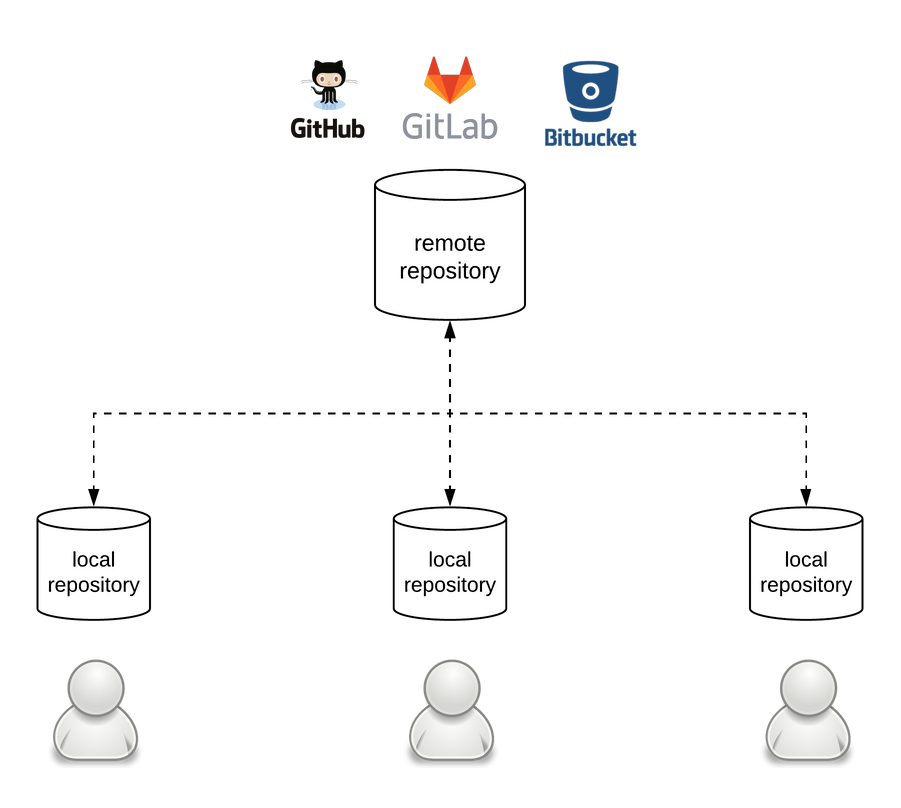 GitHub
GitLab
Bitbucket
remote
repository
local
repository
local
repository
local
repository